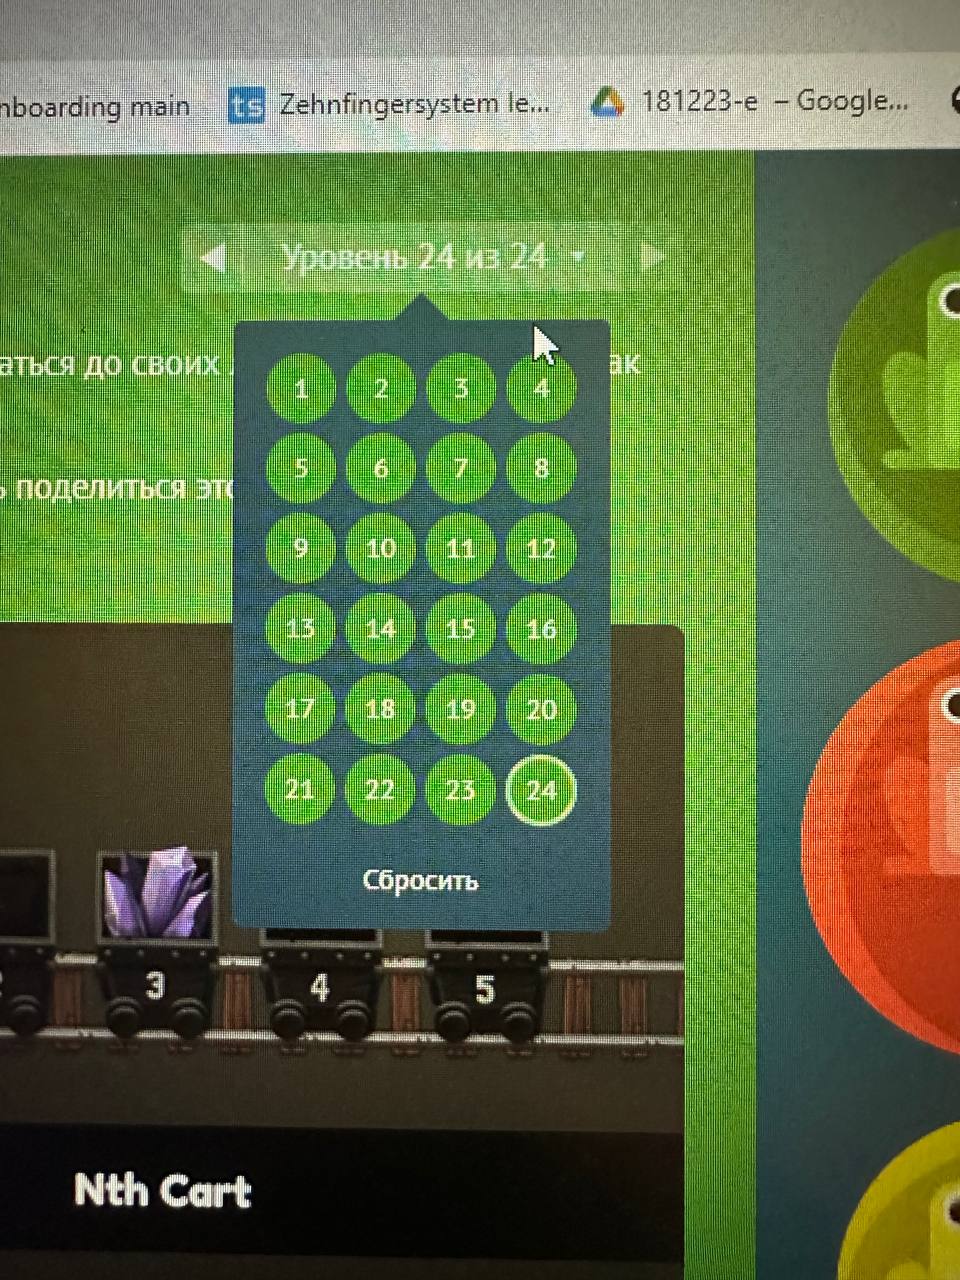 nboarding main
ts Zehnfingersystem le...
181223-e – Google...
Уровень 24 из 24
аться до своих
ак
поделиться это
1 2 3 4
5 6 7 8
9 10 11 12
13 14 15 16
17 18 19 20
21 22 23 24
Сбросить
3 4 5
Nth Cart